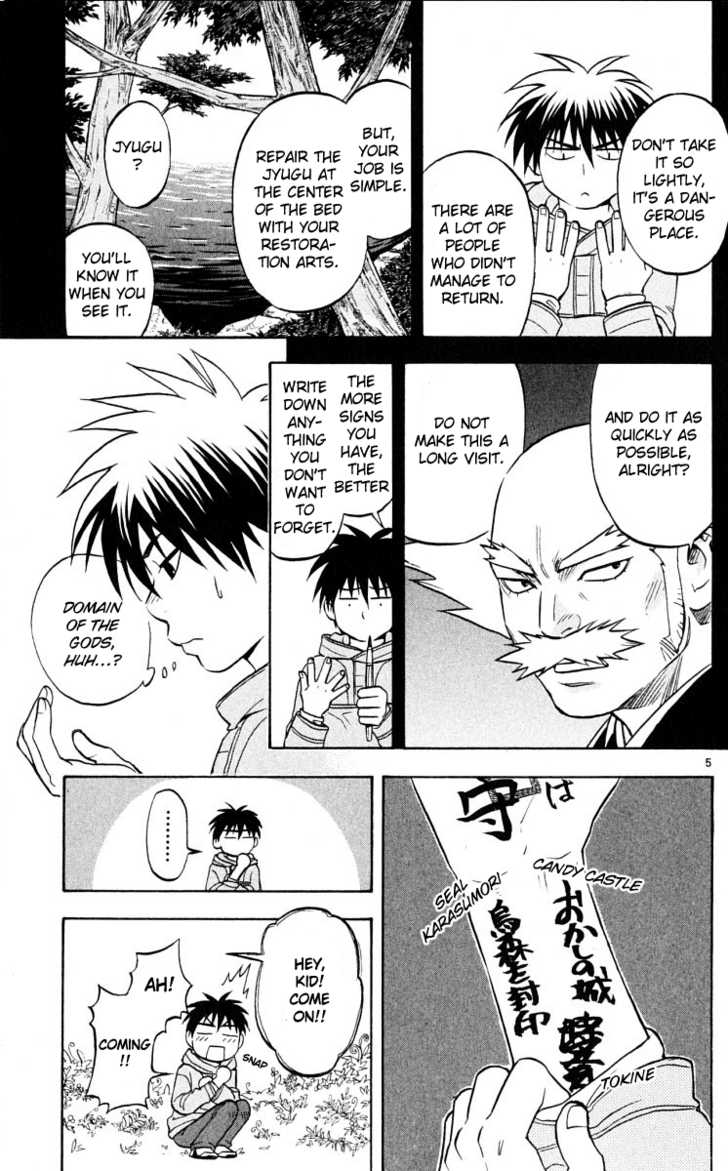 DON'T TAKE
IT SO
LIGHTLY,
IT'S A DAN-
GEROUS
PLACE.
THERE ARE
A LOT OF
PEOPLE
WHO DIDN'T
MANAGE TO
RETURN.
BUT,
YOUR
JOB IS
SIMPLE.
REPAIR THE
JYUGU AT
THE CENTER
OF THE BED
WITH YOUR
RESTORA-
TION ARTS.
JYUGU
?
YOU'LL
KNOW IT
WHEN YOU
SEE IT.
AND DO IT AS
QUICKLY AS
POSSIBLE,
ALRIGHT?
DO NOT
MAKE THIS A
LONG VISIT.
THE
MORE
SIGNS
YOU
HAVE,
THE
BETTER
WRITE
DOWN
ANY-
THING
YOU
DON'T
WANT
TO
FORGET.
DOMAIN
OF THE
GODS,
HUH...?
5
守は
CANDY CASTLE
おかしの城
時音
TOKINE
SEAL
KARASUMORI
烏森を封印
........
HEY,
KID!
COME
ON!!
SNAP
AH!
COMING
!!